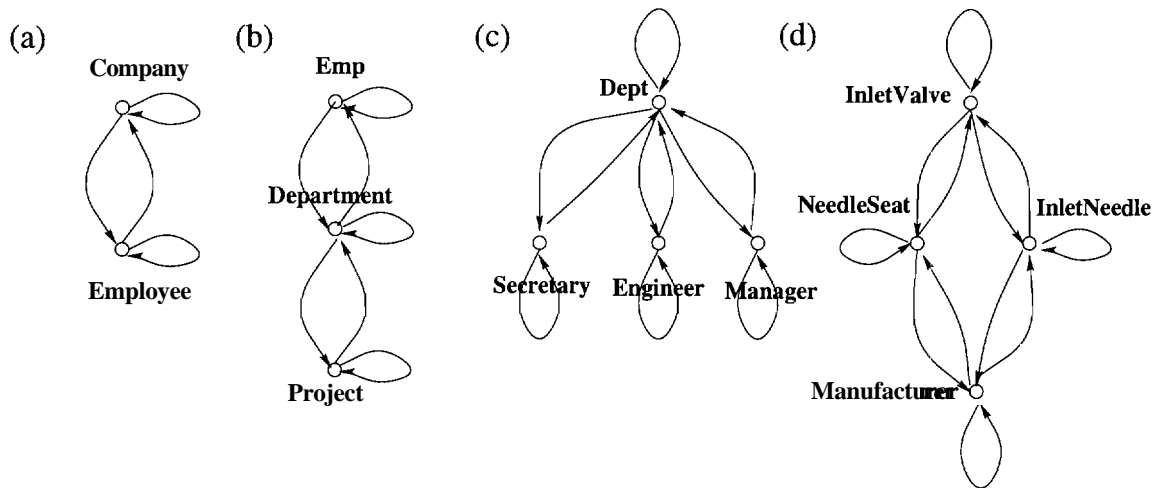 (a)
Company
Employee
(b)
Emp
Department
Project
(c)
Dept
Secretary
Engineer
Manager
(d)
InletValve
NeedleSeat
InletNeedle
Manufacturer